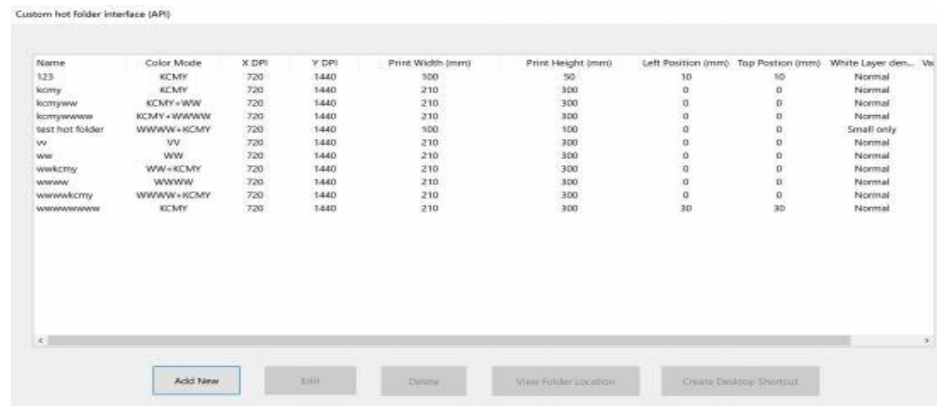 Custom hot folder interface (API)
Name Color Mode X DPI Y DPI Print Width (mm) Print Height (mm) Left Position (mm) Top Postion (mm) White Layer den... Va
123 KCMY 720 1440 100 50 10 10 Normal
kcmy KCMY 720 1440 210 300 0 0 Normal
kcmyww KCMY+WW 720 1440 210 300 0 0 Normal
kcmywwww KCMY+WWWW 720 1440 210 300 0 0 Normal
test hot folder WWWW+KCMY 720 1440 100 100 0 0 Small only
vv VV 720 1440 210 300 0 0 Normal
ww WW 720 1440 210 300 0 0 Normal
wwkcmy WW+KCMY 720 1440 210 300 0 0 Normal
wwww WWWW 720 1440 210 300 0 0 Normal
wwwwkcmy WWWW+KCMY 720 1440 210 300 0 0 Normal
KCMY 720 1440 210 300 30 30 Normal
Add New Edit Delete View Folder Location Create Desktop Shortcut